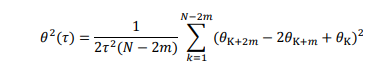 θ²(τ) = 1 / (2τ²(N − 2m)) ∑_{k=1}^{N−2m} (θ_{K+2m} − 2θ_{K+m} + θ_K)²